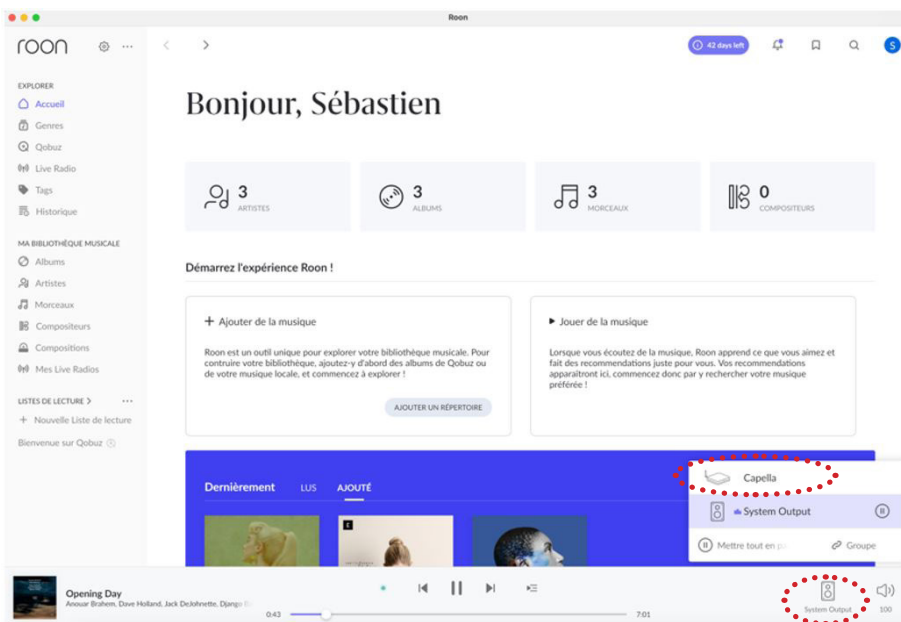 Roon
roon
42 days left
S
EXPLORER
Accueil
Genres
Qobuz
Live Radio
Tags
Historique
MA BIBLIOTHÈQUE MUSICALE
Albums
Artistes
Morceaux
Compositeurs
Compositions
Mes Live Radios
LISTES DE LECTURE
Nouvelle Liste de lecture
Bienvenue sur Qobuz
Bonjour, Sébastien
3
ARTISTES
3
ALBUMS
3
MORCEAUX
0
COMPOSITEURS
Démarrez l'expérience Roon !
Ajouter de la musique
Roon est un outil unique pour explorer votre bibliothèque musicale. Pour
contruire votre bibliothèque, ajoutez-y d'abord des albums de Qobuz ou
de votre musique locale, et commencez à explorer !
AJOUTER UN RÉPERTOIRE
Jouer de la musique
Lorsque vous écoutez de la musique, Roon apprend ce que vous aimez et
fait des recommendations juste pour vous. Vos recommendations
apparaîtront ici, commencez donc par y rechercher votre musique
préférée !
Dernièrement LUS AJOUTÉ
E
Capella
System Output
Mettre tout en
Groupe
Opening Day
Anouar Brahem, Dave Holland, Jack DeJohnette, Django
0:43
7:01
System Output
100